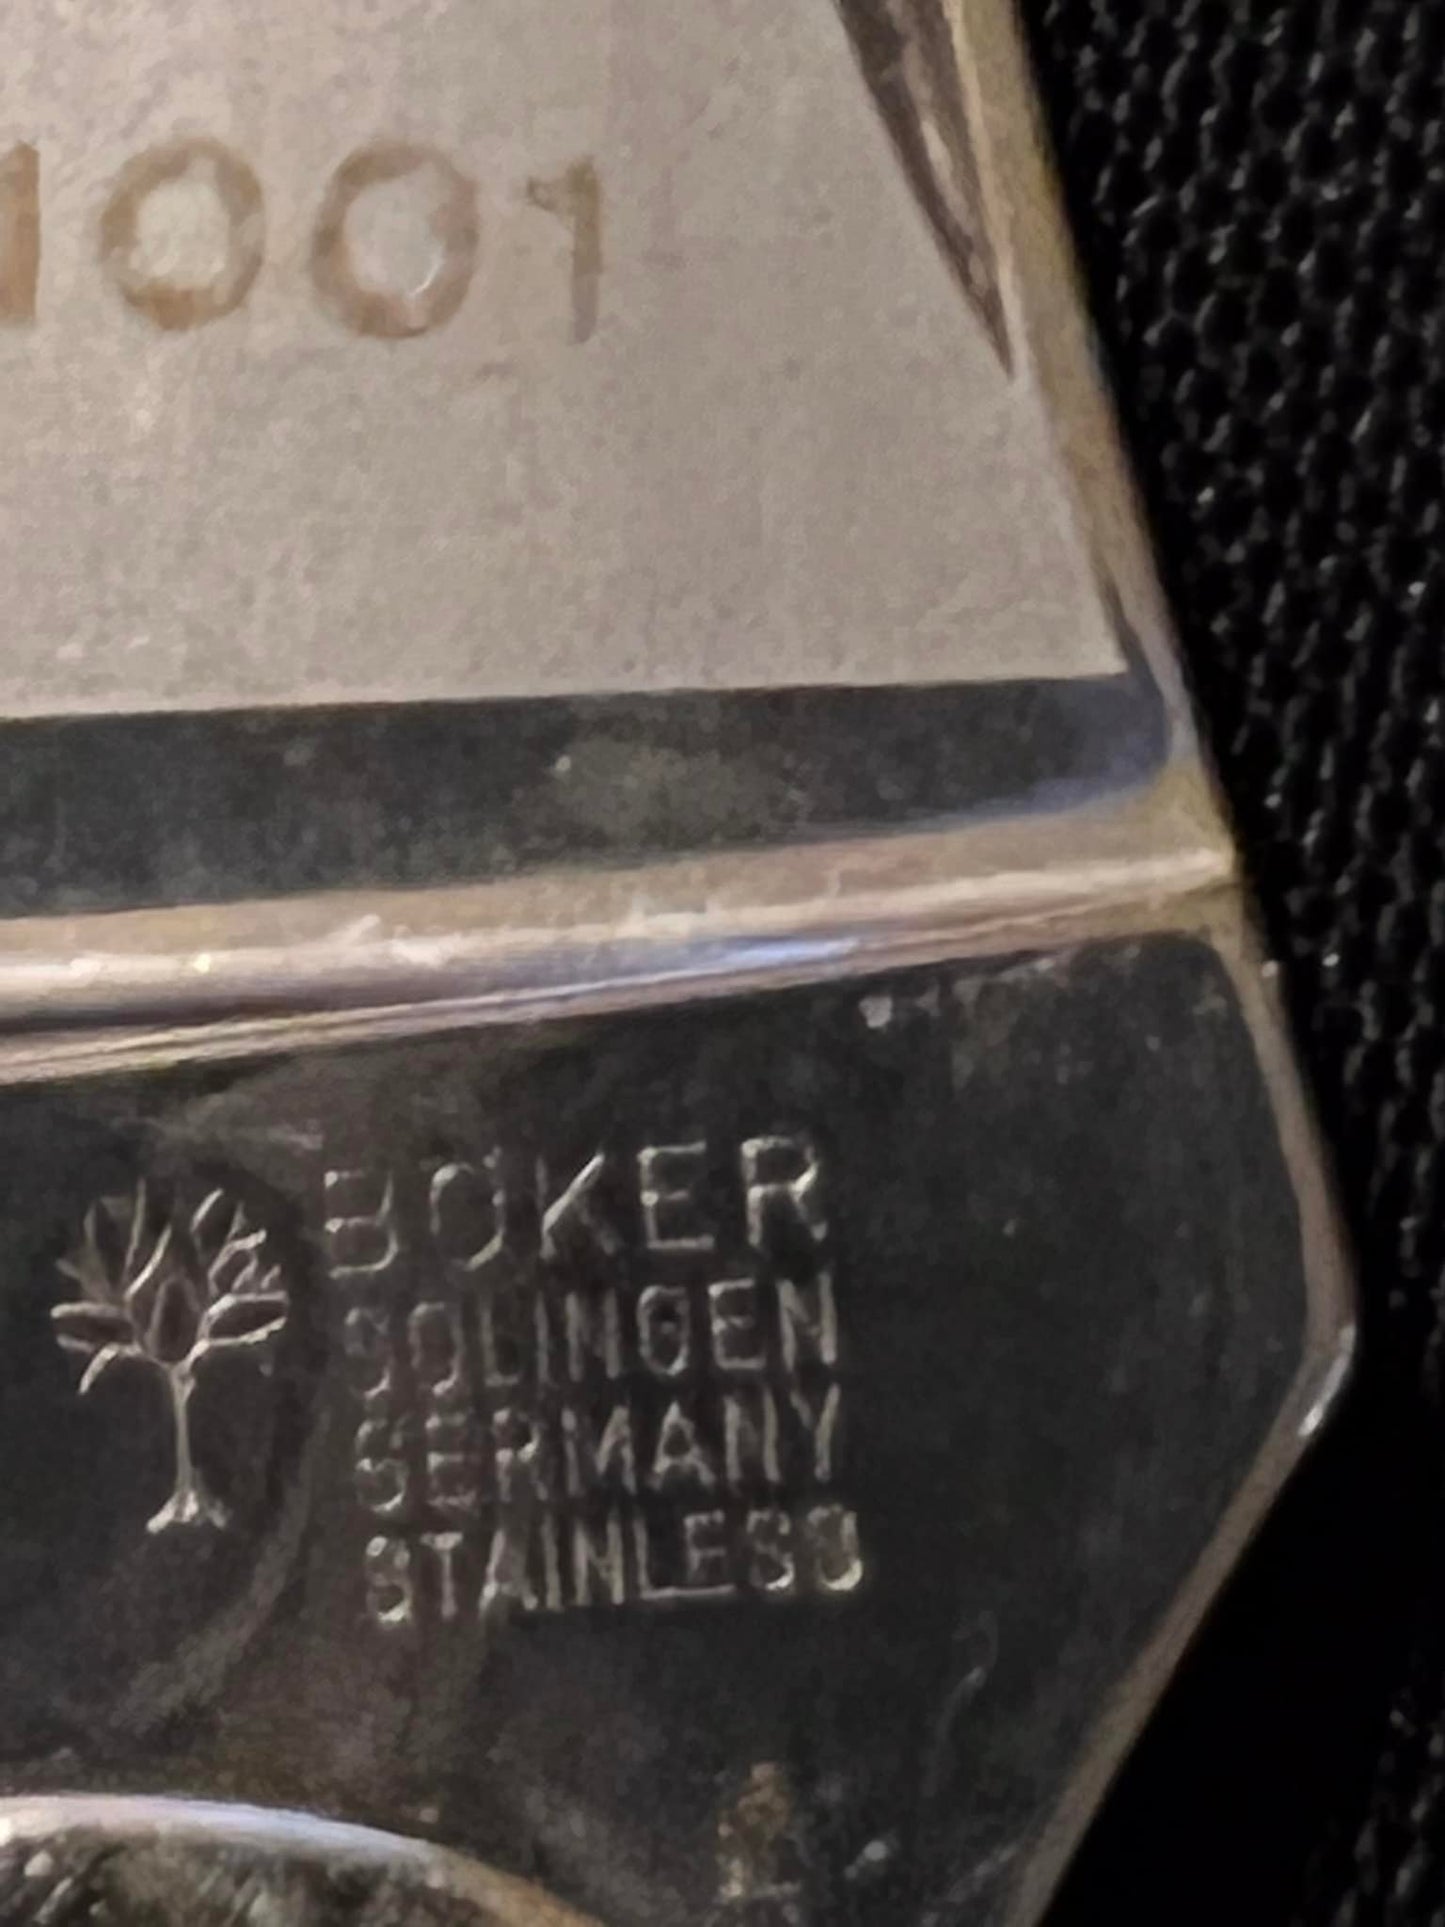 1001
BÖKER
SOLINGEN
GERMANY
STAINLESS